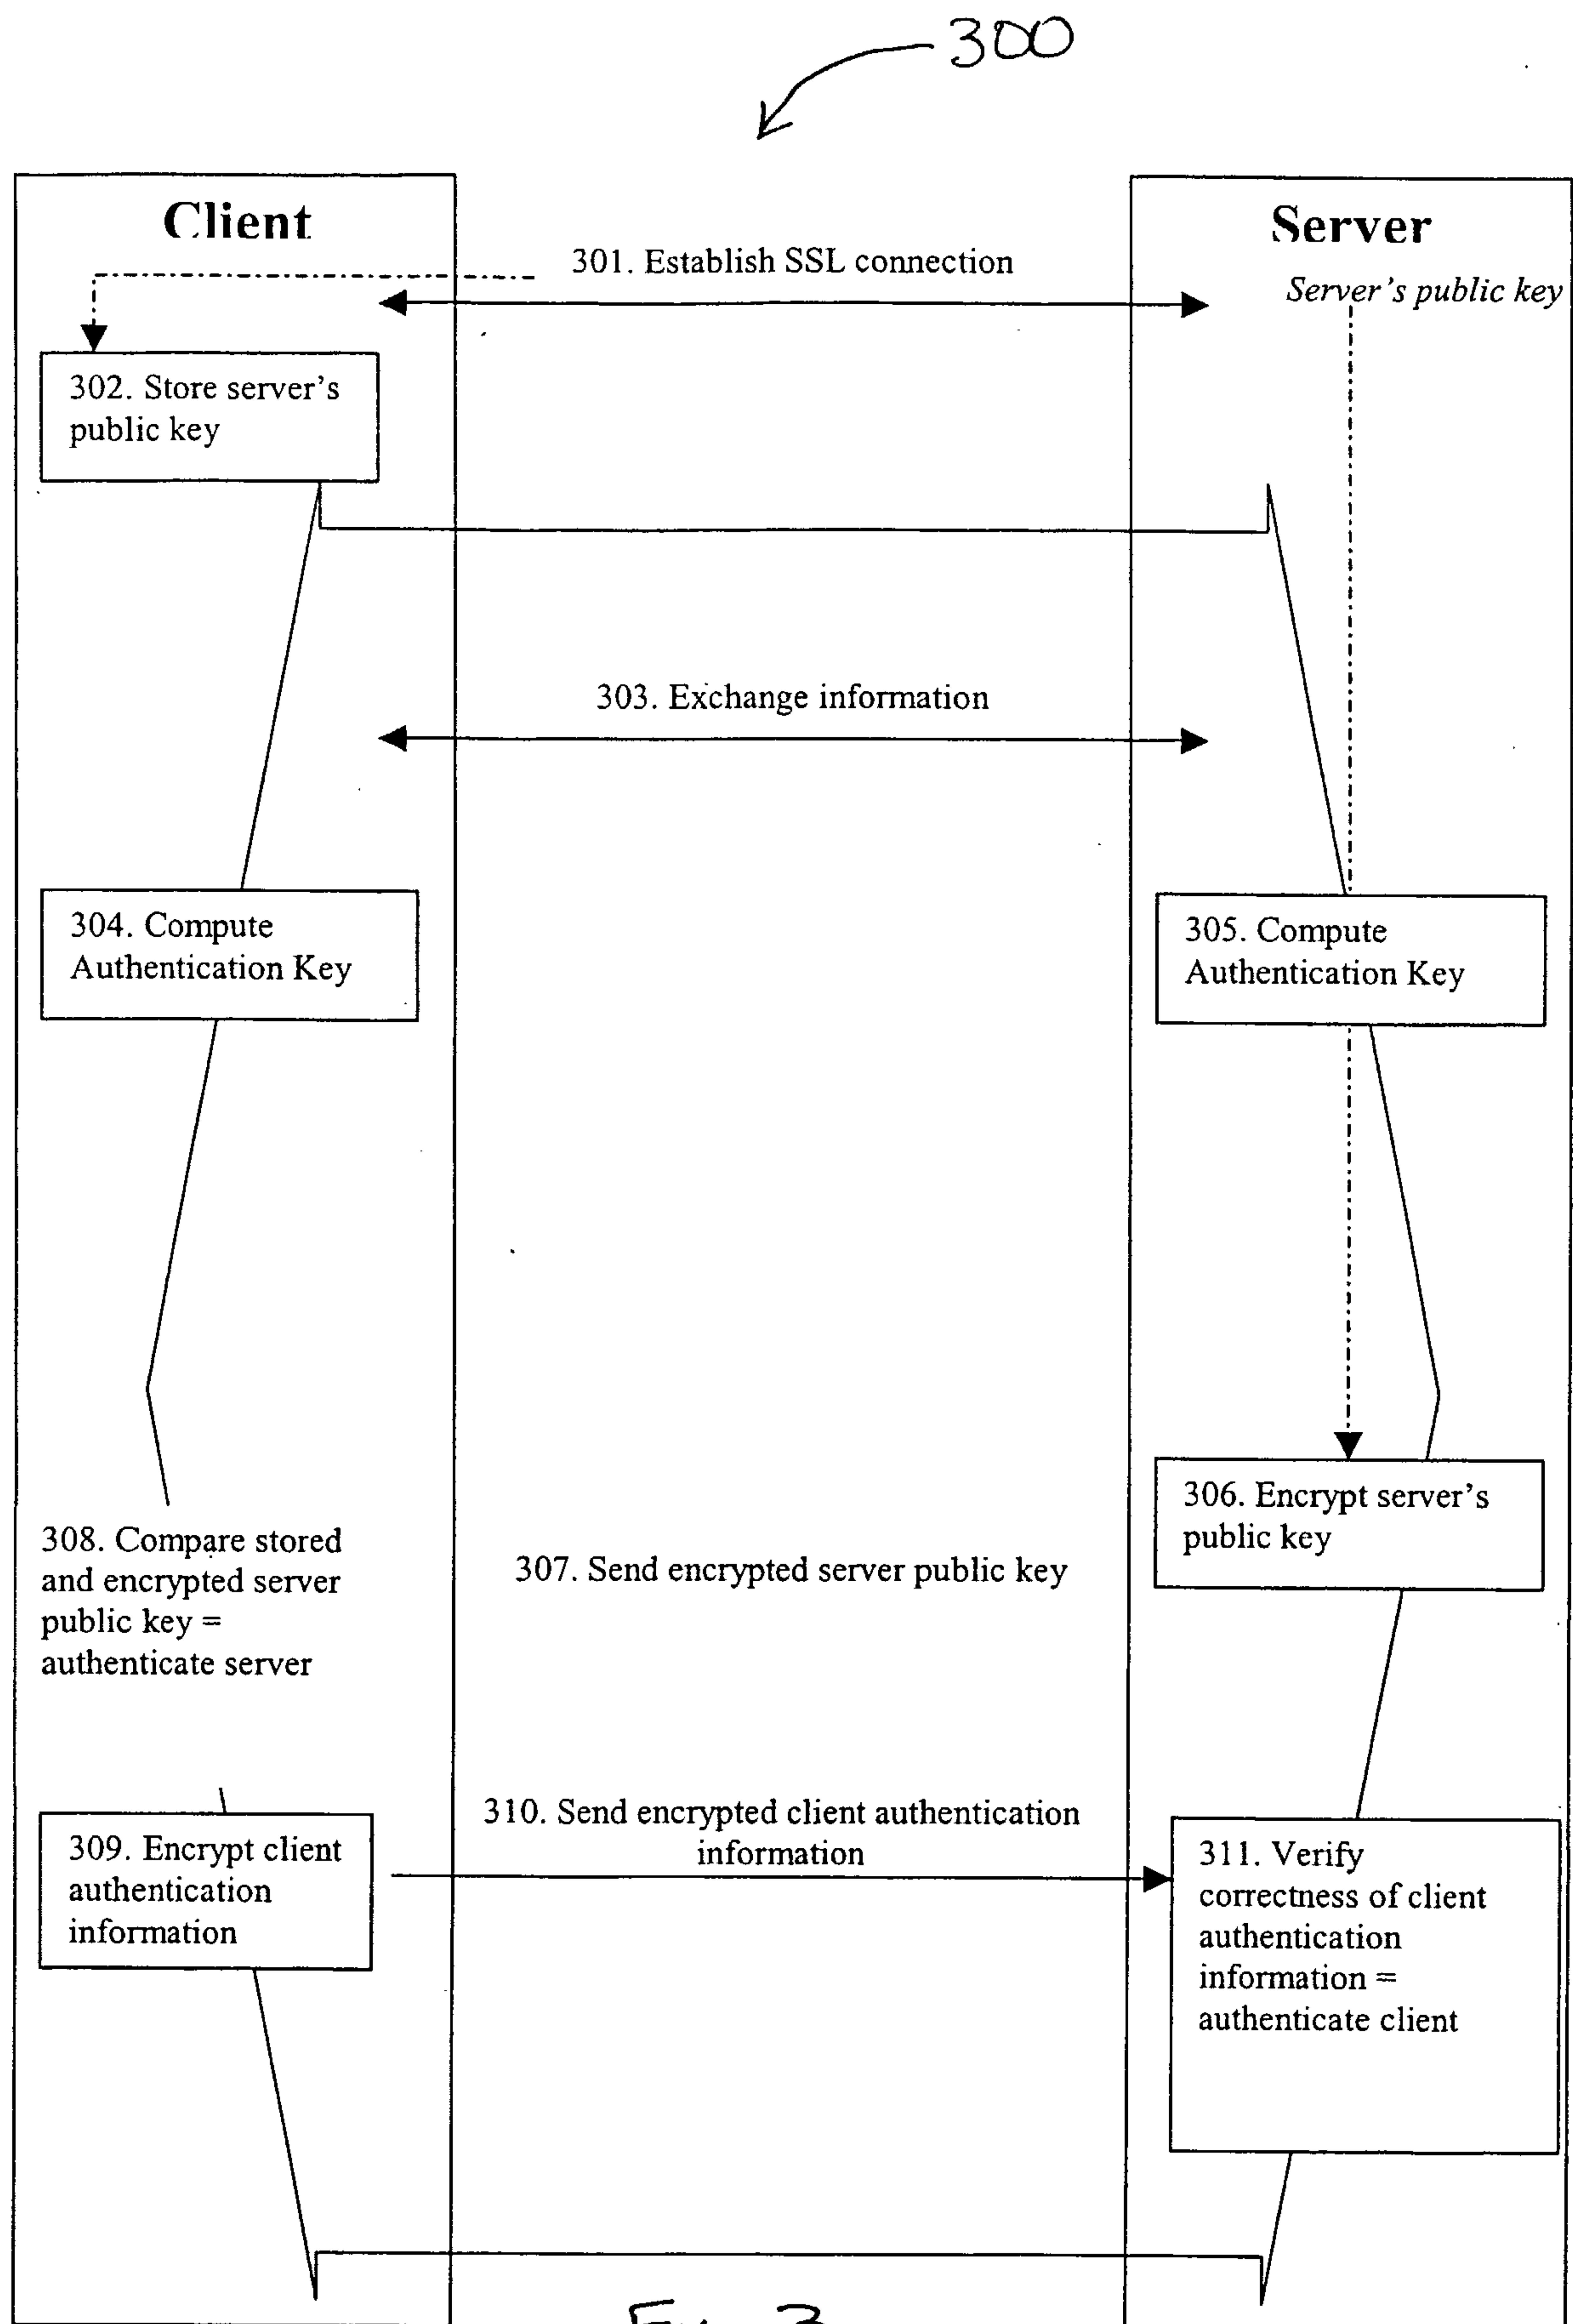 300
Client
Server
301. Establish SSL connection
Server's public key
302. Store server's
public key
303. Exchange information
304. Compute
Authentication Key
305. Compute
Authentication Key
306. Encrypt server's
public key
307. Send encrypted server public key
308. Compare stored
and encrypted server
public key =
authenticate server
309. Encrypt client
authentication
information
310. Send encrypted client authentication
information
311. Verify
correctness of client
authentication
information =
authenticate client